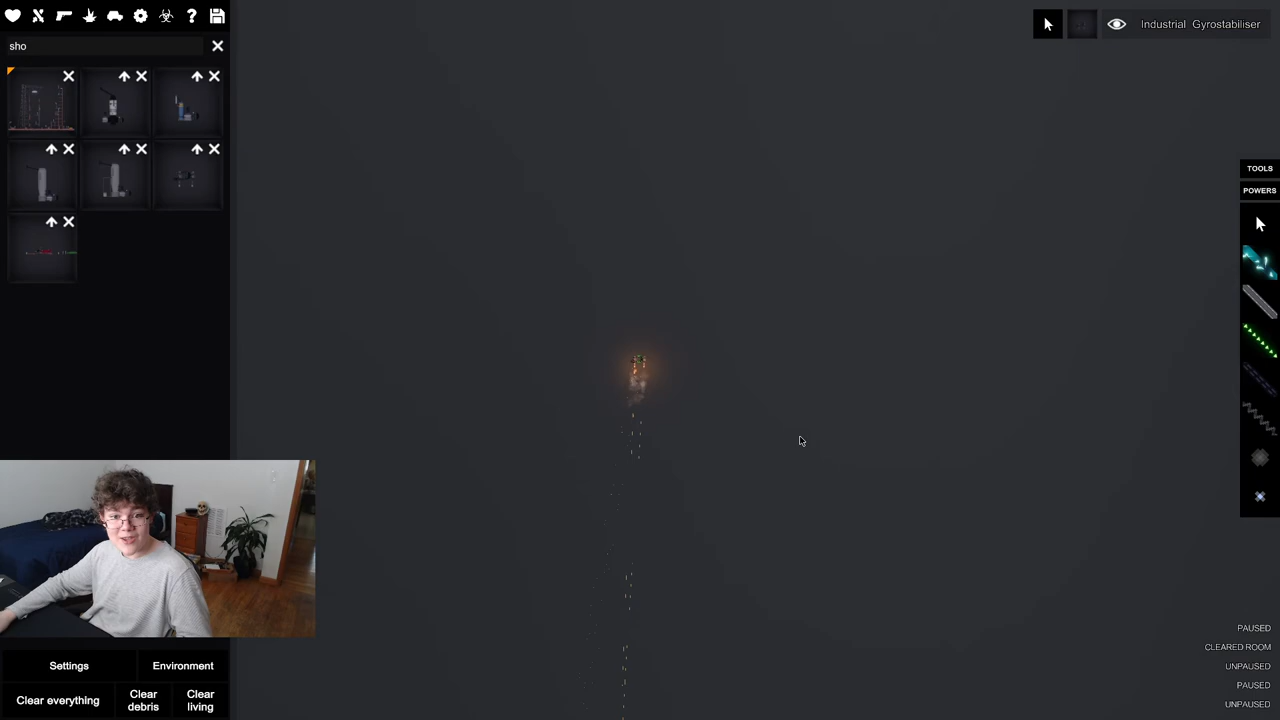 sho
Industrial Gyrostabiliser
TOOLS
POWERS
PAUSED
CLEARED ROOM
UNPAUSED
PAUSED
UNPAUSED
Settings
Environment
Clear everything
Clear debris
Clear living